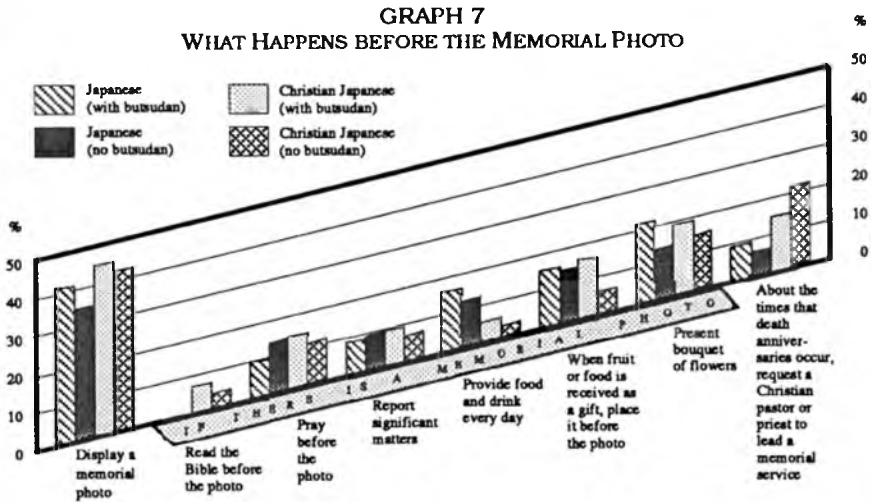 GRAPH 7
WHAT HAPPENS BEFORE THE MEMORIAL PHOTO
Japanese
(with butsudan)
Japanese
(no butsudan)
Christian Japanese
(with butsudan)
Christian Japanese
(no butsudan)
%
50
40
30
20
10
0
%
50
40
30
20
10
0
IF THERE IS A MEMORIAL PHOTO
Display a
memorial
photo
Read the
Bible before
the photo
Pray
before
the
photo
Report
significant
matters
Provide food
and drink
every day
When fruit
or food is
received as
a gift, place
it before
the photo
Present
bouquet
of flowers
About the
times that
death
anniver-
saries occur,
request a
Christian
pastor or
priest to
lead a
memorial
service